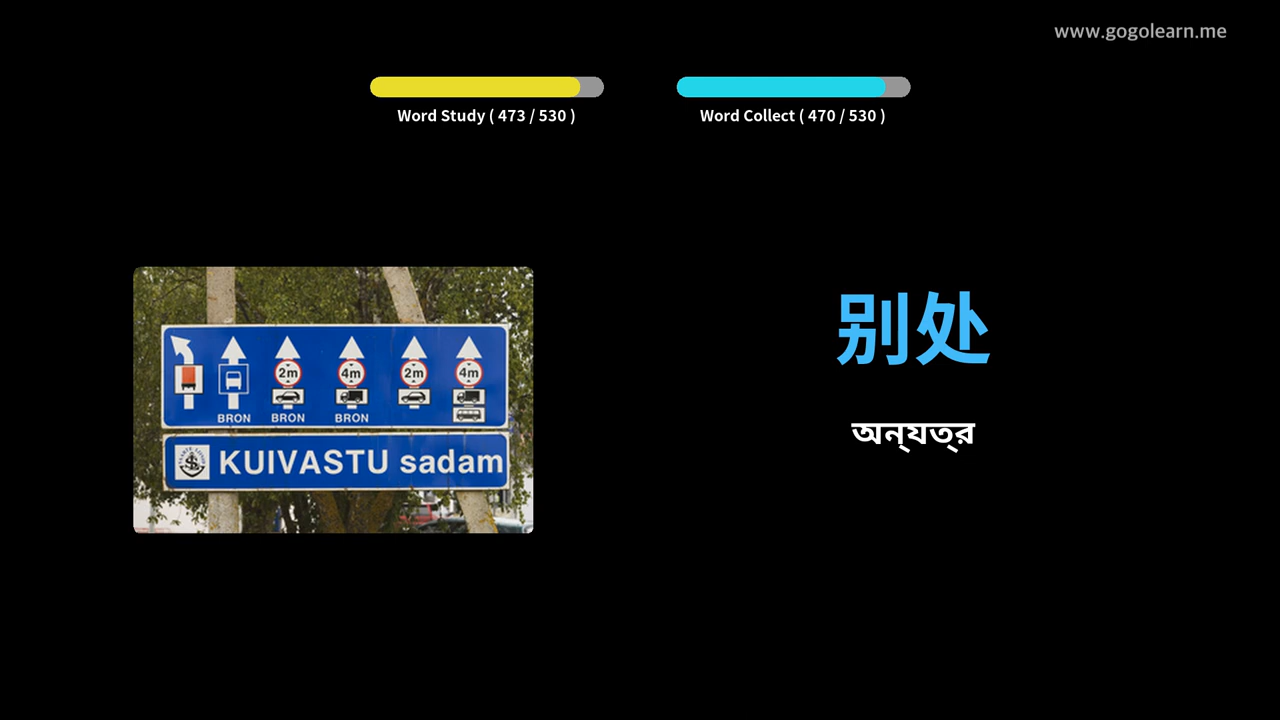 www.gogolearn.me
Word Study ( 473 / 530 )
Word Collect ( 470 / 530 )
别处
অন্যত্র
2m 4m 2m 4m
BRON BRON BRON
KUIVASTU sadam